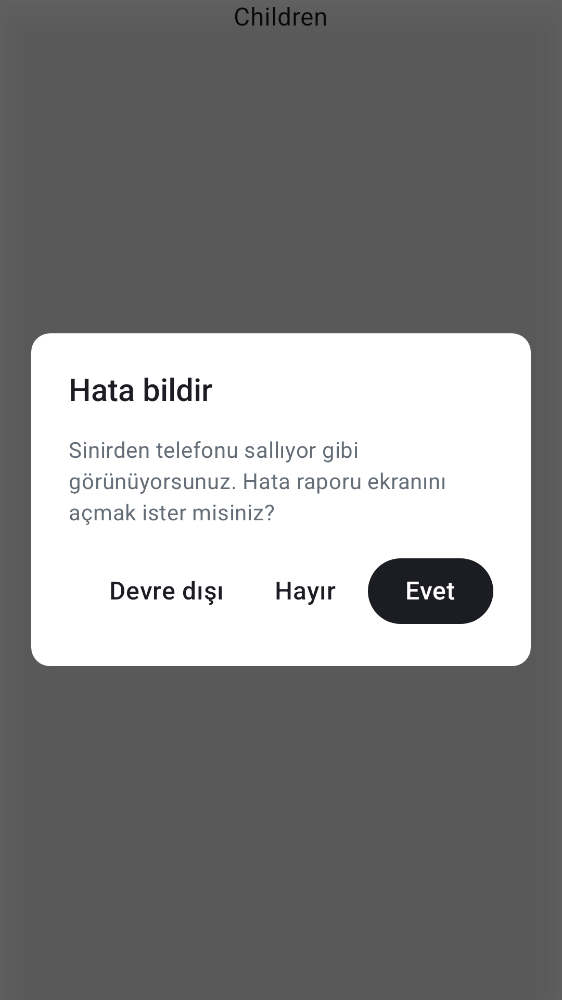 Children
Hata bildir
Sinirden telefonu sallıyor gibi
görünüyorsunuz. Hata raporu ekranını
açmak ister misiniz?
Devre dışı
Hayır
Evet